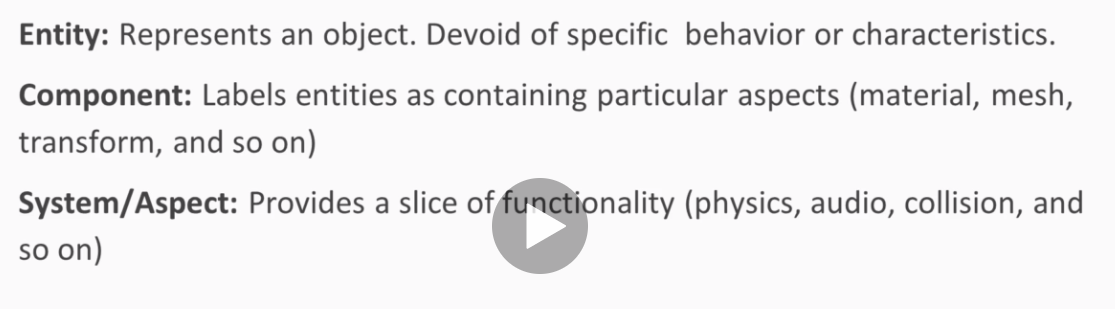 Entity: Represents an object. Devoid of specific  behavior or characteristics.
Component: Labels entities as containing particular aspects (material, mesh,
transform, and so on)
System/Aspect: Provides a slice of functionality (physics, audio, collision, and
so on)